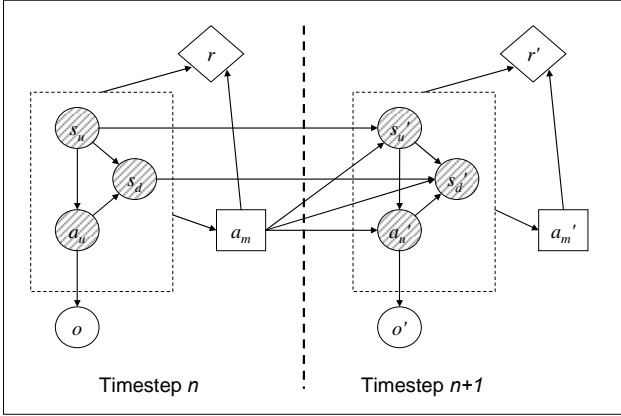 r
r'
s_u
s_u'
s_d
s_d'
a_u
a_m
a_u'
a_m'
o
o'
Timestep n
Timestep n+1